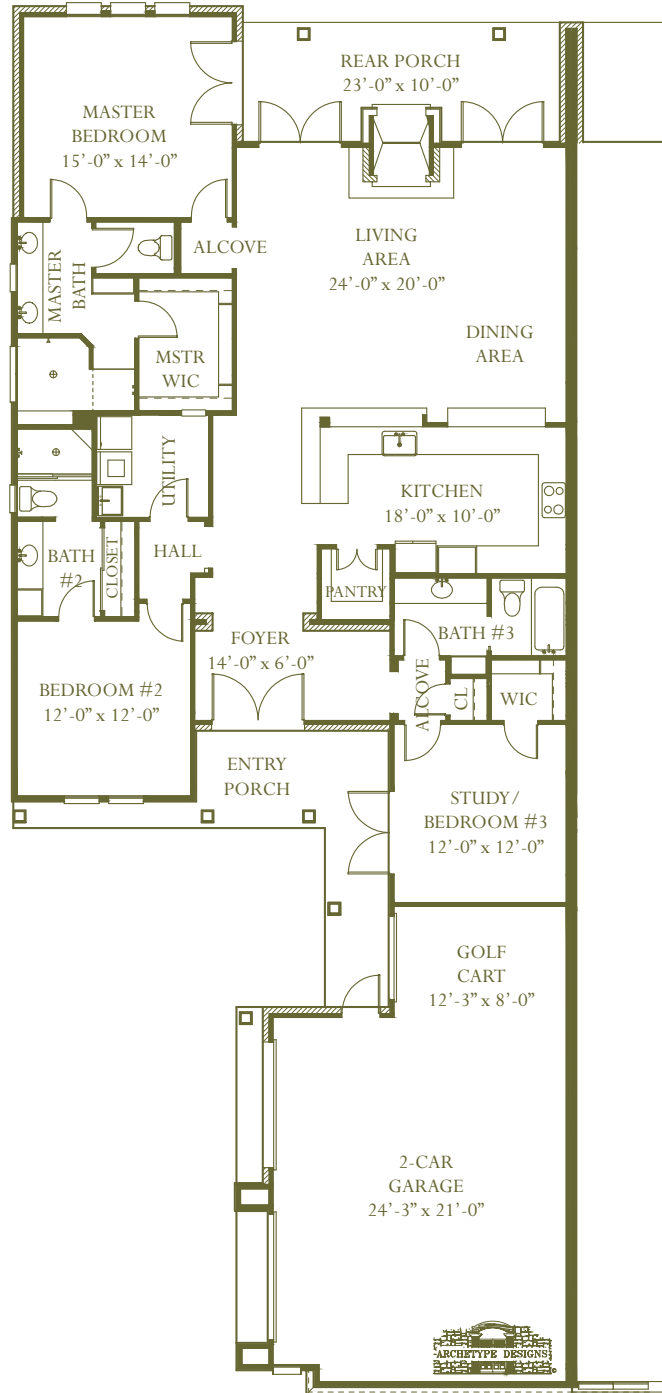 REAR PORCH
23'-0" x 10'-0"
MASTER
BEDROOM
15'-0" x 14'-0"
ALCOVE
LIVING
AREA
24'-0" x 20'-0"
MASTER
BATH
DINING
AREA
MSTR
WIC
UTILITY
KITCHEN
18'-0" x 10'-0"
HALL
BATH
#2
CLOSET
PANTRY
FOYER
14'-0" x 6'-0"
BATH #3
BEDROOM #2
12'-0" x 12'-0"
ALCOVE
CL
WIC
ENTRY
PORCH
STUDY/
BEDROOM #3
12'-0" x 12'-0"
GOLF
CART
12'-3" x 8'-0"
2-CAR
GARAGE
24'-3" x 21'-0"
ARCHETYPE DESIGNS